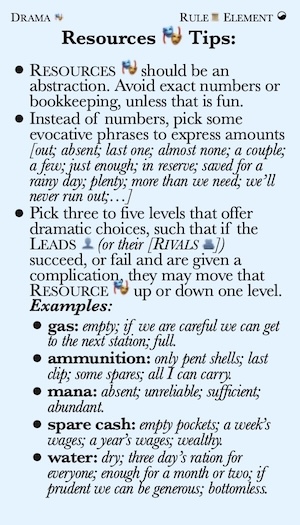 DRAMA RULE ELEMENT
Resources Tips:
• RESOURCES should be an
abstraction. Avoid exact numbers or
bookkeeping, unless that is fun.
• Instead of numbers, pick some
evocative phrases to express amounts
[out; absent; last one; almost none; a couple;
a few; just enough; in reserve; saved for a
rainy day; plenty; more than we need; we'll
never run out;…]
• Pick three to five levels that offer
dramatic choices, such that if the
LEADS (or their [RIVALS])
succeed, or fail and are given a
complication, they may move that
RESOURCE up or down one level.
Examples:
• gas: empty; if we are careful we can get
to the next station; full.
• ammunition: only pent shells; last
clip; some spares; all I can carry.
• mana: absent; unreliable; sufficient;
abundant.
• spare cash: empty pockets; a week's
wages; a year's wages; wealthy.
• water: dry; three day's ration for
everyone; enough for a month or two; if
prudent we can be generous; bottomless.